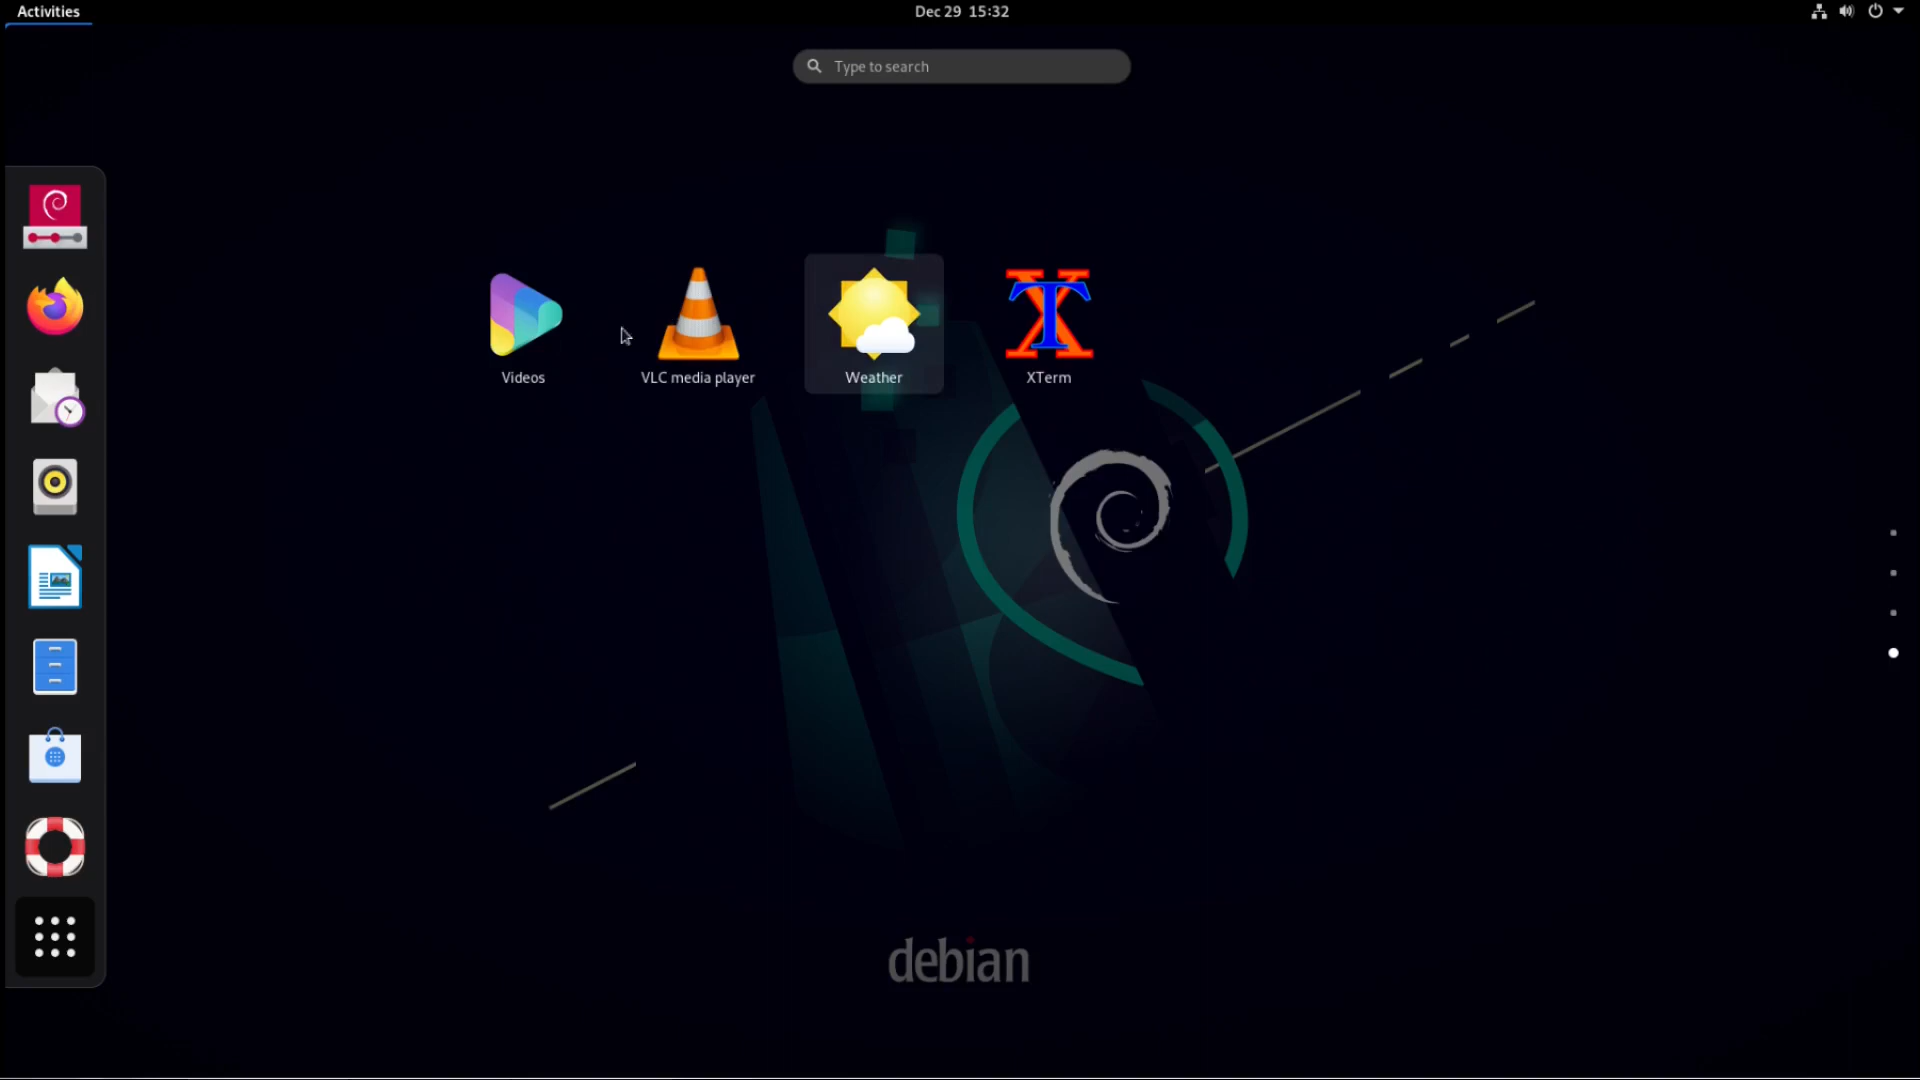 Activities
Dec 29 15:32
Type to search
Videos
VLC media player
Weather
XTerm
debian